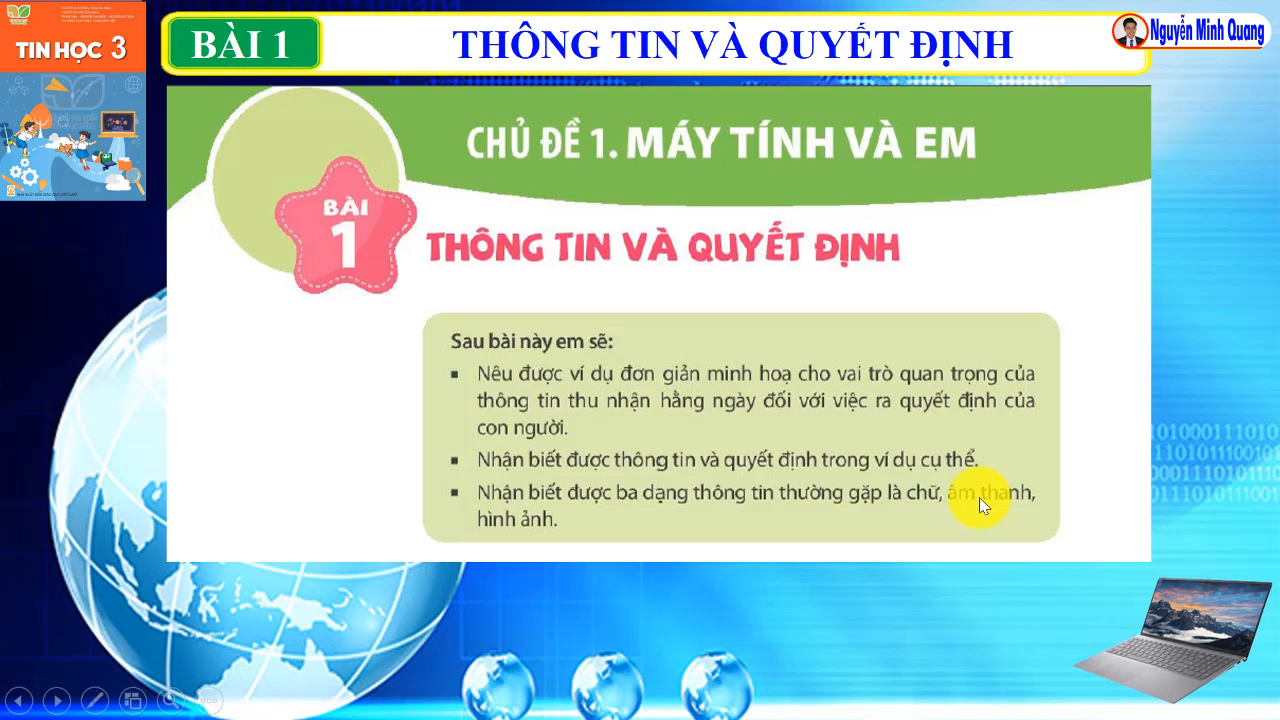 TIN HỌC 3
BÀI 1
THÔNG TIN VÀ QUYẾT ĐỊNH
Nguyễn Minh Quang
CHỦ ĐỀ 1. MÁY TÍNH VÀ EM
BÀI
1
THÔNG TIN VÀ QUYẾT ĐỊNH
Sau bài này em sẽ:
▪ Nêu được ví dụ đơn giản minh hoạ cho vai trò quan trọng của
thông tin thu nhận hằng ngày đối với việc ra quyết định của
con người.
▪ Nhận biết được thông tin và quyết định trong ví dụ cụ thể.
▪ Nhận biết được ba dạng thông tin thường gặp là chữ, âm thanh,
hình ảnh.